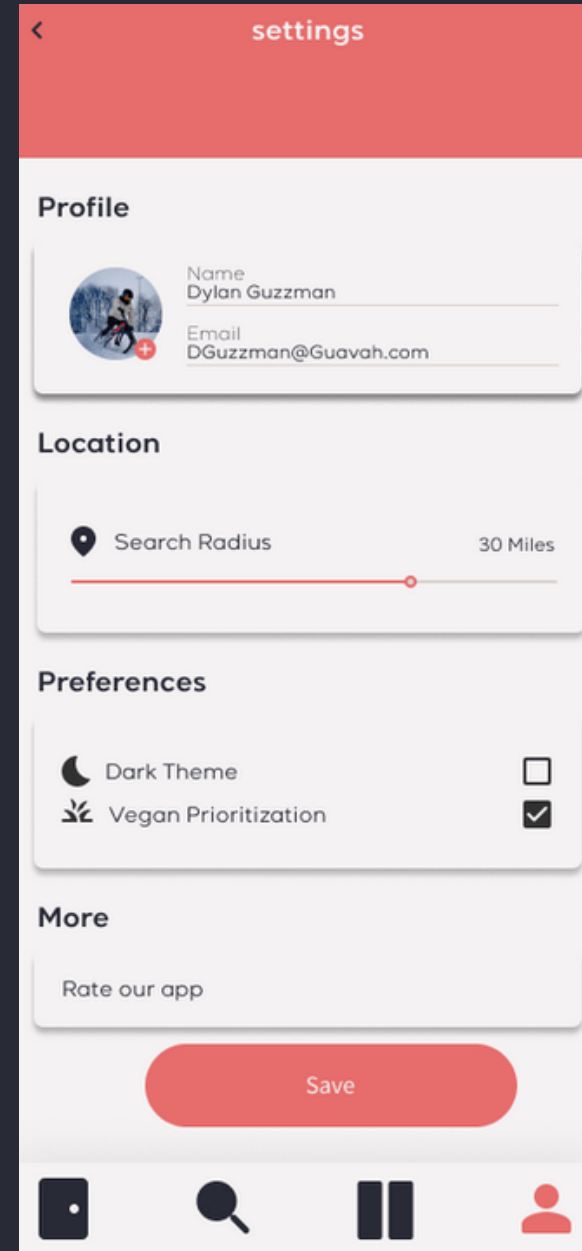 settings
Profile
Name
Dylan Guzzman
Email
DGuzzman@Guavah.com
Location
Search Radius 30 Miles
Preferences
Dark Theme
Vegan Prioritization
More
Rate our app
Save